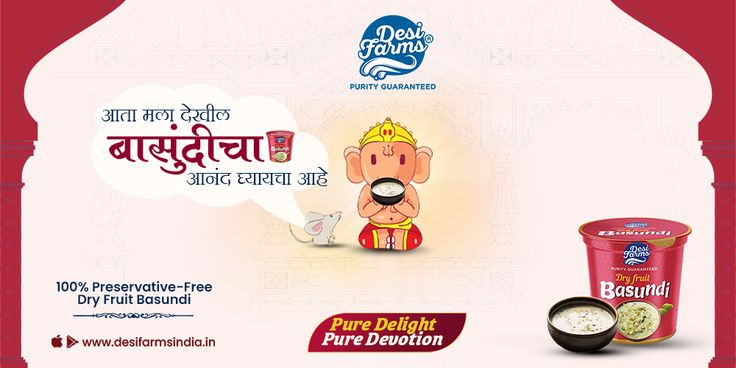 Desi
Farms®
PURITY GUARANTEED
आता मला देखील
बासुंदीचा
आनंद घ्यायचा आहे
100% Preservative-Free
Dry Fruit Basundi
www.desifarmsindia.in
Pure Delight
Pure Devotion
Basundi
Desi
Farms
PURITY GUARANTEED
Dry fruit
Basundi